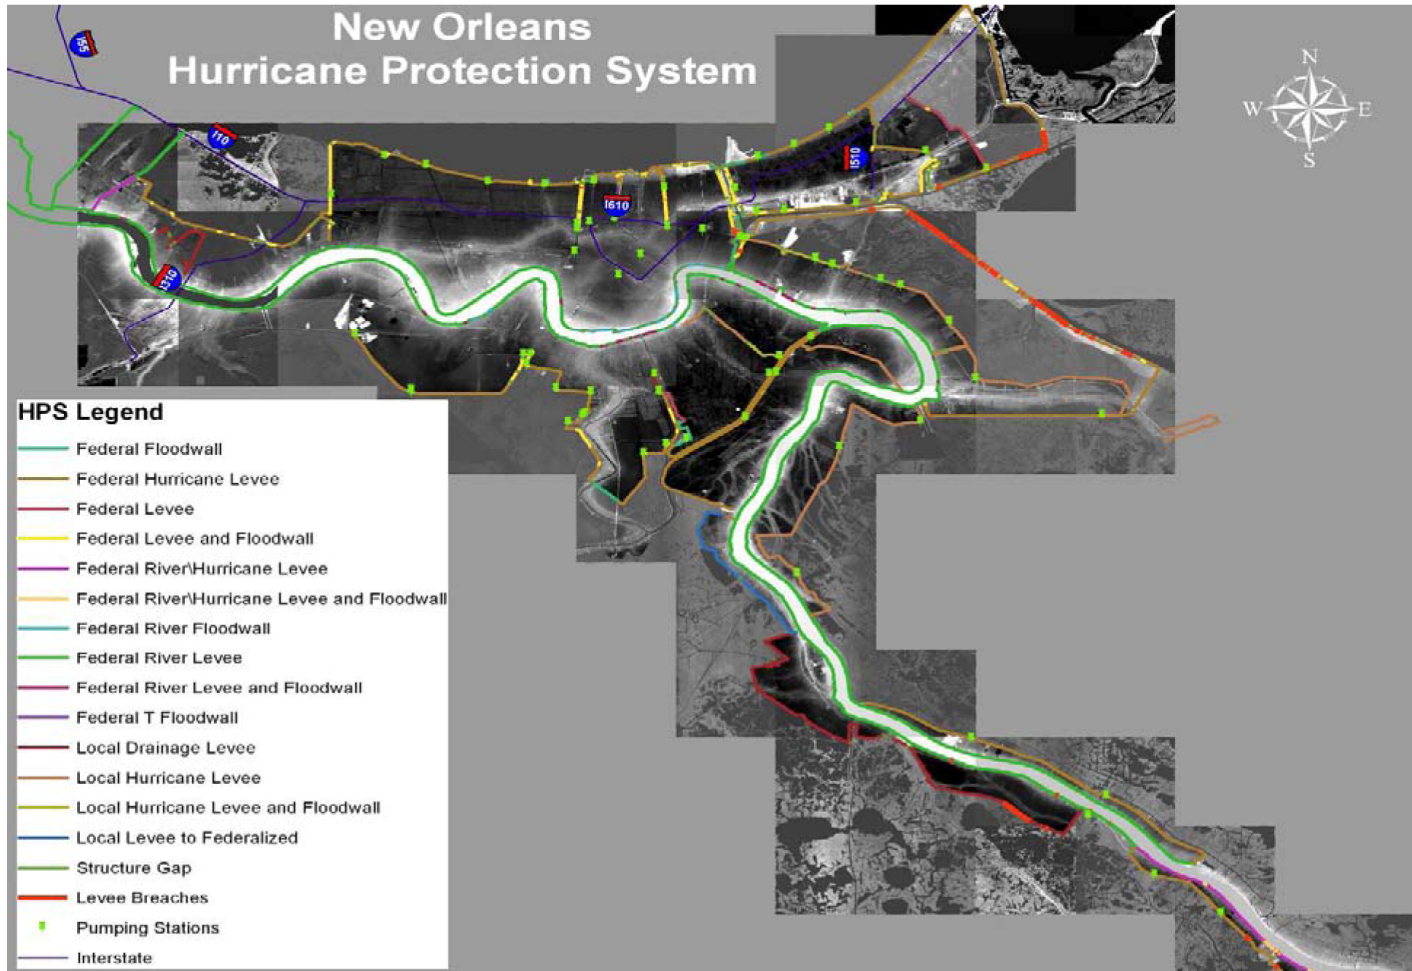 New Orleans
Hurricane Protection System
I55
I10
I610
I510
I310
N
W
E
S
HPS Legend
Federal Floodwall
Federal Hurricane Levee
Federal Levee
Federal Levee and Floodwall
Federal River\Hurricane Levee
Federal River\Hurricane Levee and Floodwall
Federal River Floodwall
Federal River Levee
Federal River Levee and Floodwall
Federal T Floodwall
Local Drainage Levee
Local Hurricane Levee
Local Hurricane Levee and Floodwall
Local Levee to Federalized
Structure Gap
Levee Breaches
Pumping Stations
Interstate